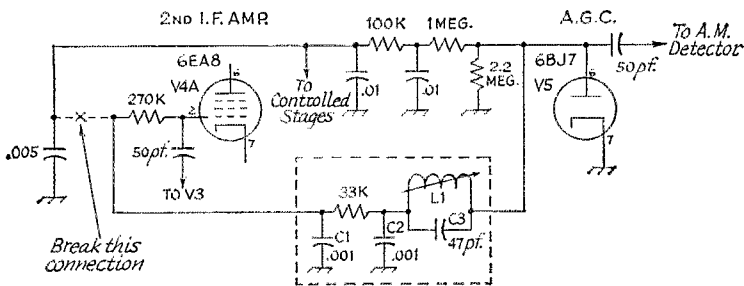 2ND I.F. AMP.
100K
1 MEG.
A.G.C.
To A.M.
Detector
6EA8
V4A
6
270K
2
7
To
Controlled
Stages
.01
.01
2.2
MEG.
6BJ7
V5
6
7
50pf.
.005
50pf.
TO V3
Break this
connection
33K
L1
C1
.001
C2
.001
C3
47pf.